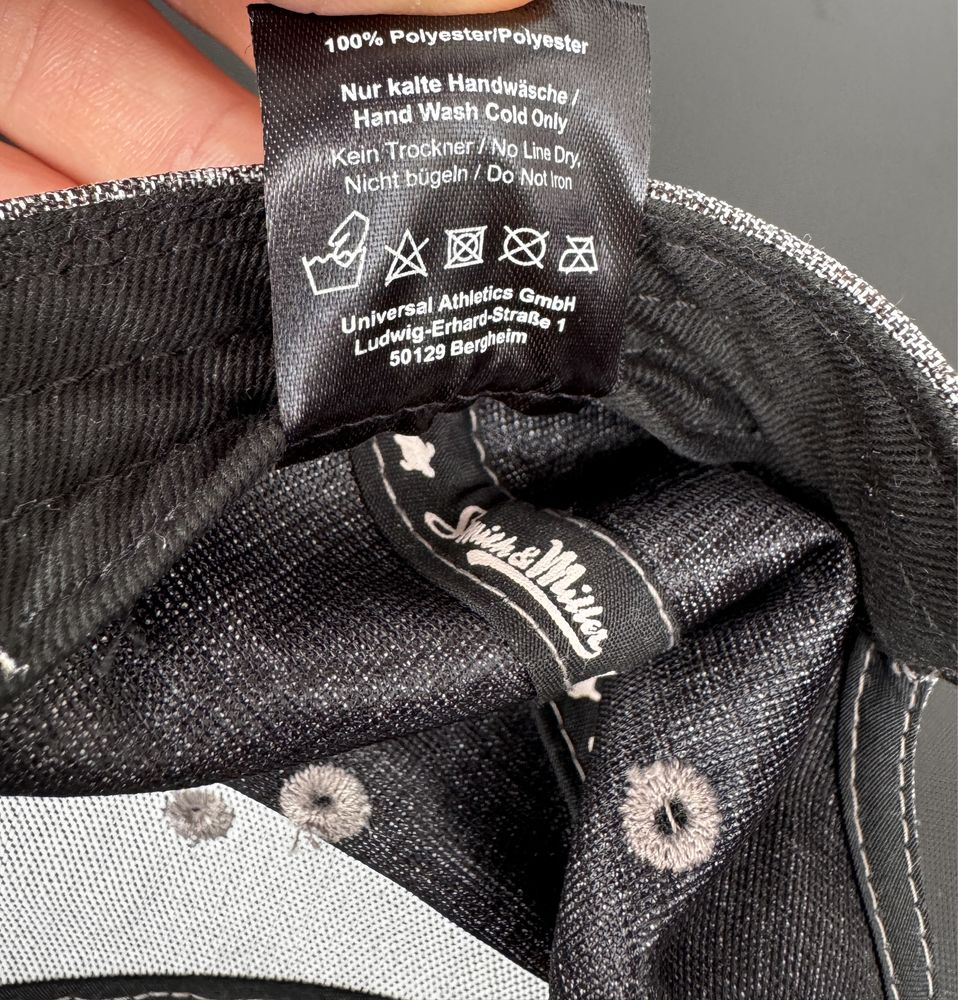 100% Polyester/Polyester
Nur kalte Handwäsche /
Hand Wash Cold Only
Kein Trockner / No Line Dry,
Nicht bügeln / Do Not Iron
Universal Athletics GmbH
Ludwig-Erhard-Straße 1
50129 Bergheim
Smith & Miller